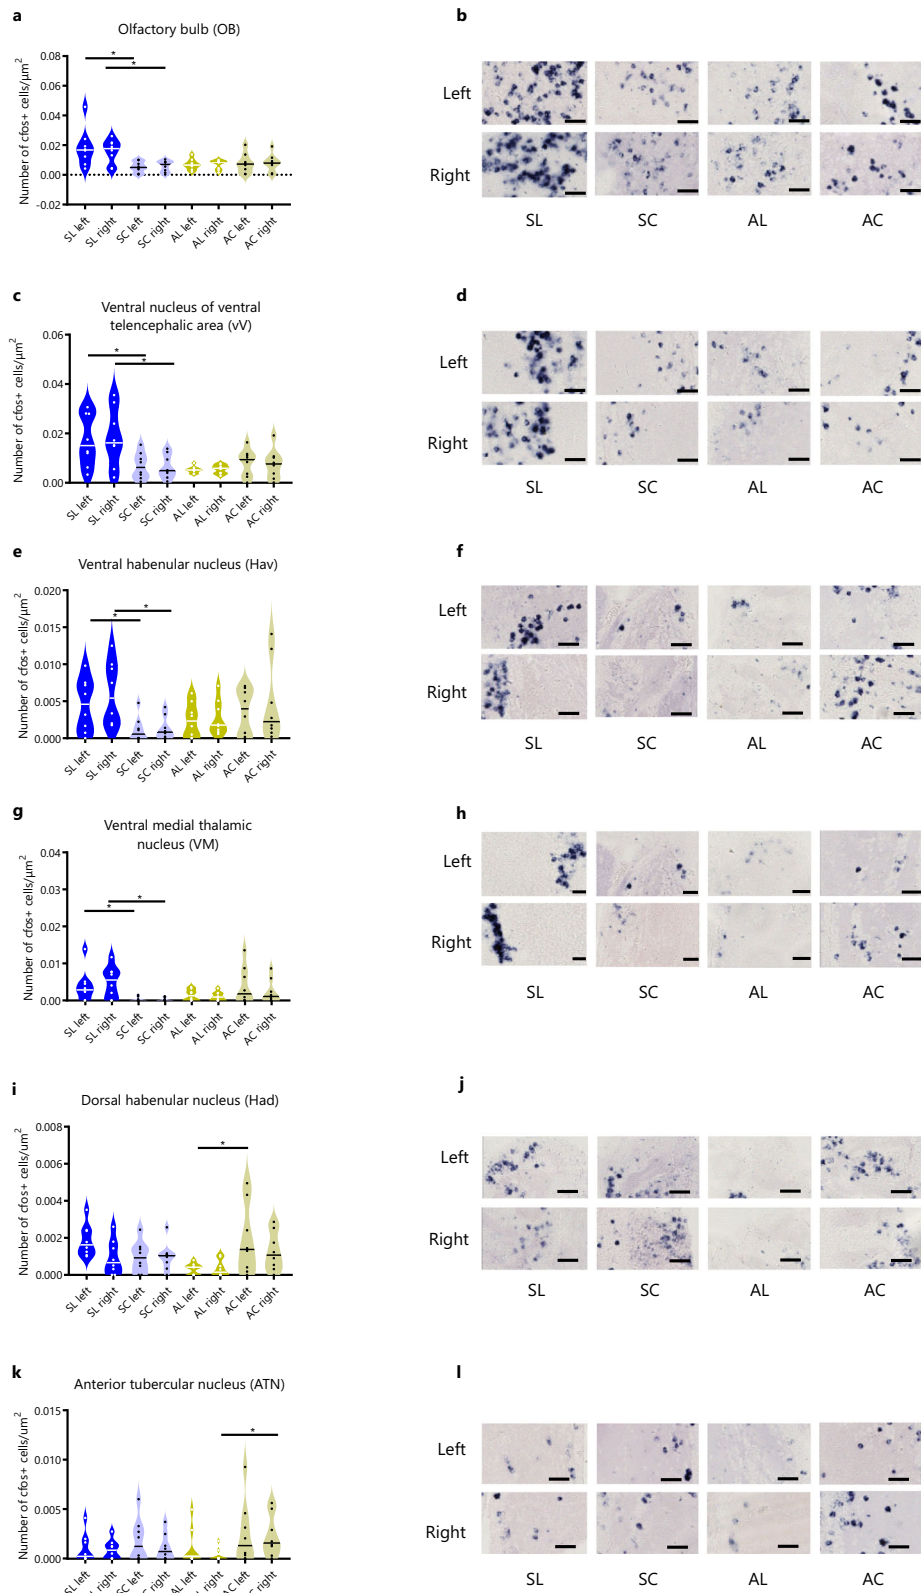 a
Olfactory bulb (OB)
Number of cfos+ cells/µm2
0.08
0.06
0.04
0.02
0.00
-0.02
*
*
SL left
SL right
SC left
SC right
AL left
AL right
AC left
AC right
b
Left
Right
SL
SC
AL
AC
c
Ventral nucleus of ventral
telencephalic area (vV)
Number of cfos+ cells/µm2
0.06
0.04
0.02
0.00
*
*
SL left
SL right
SC left
SC right
AL left
AL right
AC left
AC right
d
Left
Right
SL
SC
AL
AC
e
Ventral habenular nucleus (Hav)
Number of cfos+ cells/µm2
0.020
0.015
0.010
0.005
0.000
*
*
SL left
SL right
SC left
SC right
AL left
AL right
AC left
AC right
f
Left
Right
SL
SC
AL
AC
g
Ventral medial thalamic
nucleus (VM)
Number of cfos+ cells/µm2
0.04
0.03
0.02
0.01
0.00
*
*
SL left
SL right
SC left
SC right
AL left
AL right
AC left
AC right
h
Left
Right
SL
SC
AL
AC
i
Dorsal habenular nucleus (Had)
Number of cfos+ cells/um2
0.008
0.006
0.004
0.002
0.000
*
SL left
SL right
SC left
SC right
AL left
AL right
AC left
AC right
j
Left
Right
SL
SC
AL
AC
k
Anterior tubercular nucleus (ATN)
Number of cfos+ cells/um2
0.015
0.010
0.005
0.000
*
SL left
SL right
SC left
SC right
AL left
AL right
AC left
AC right
l
Left
Right
SL
SC
AL
AC